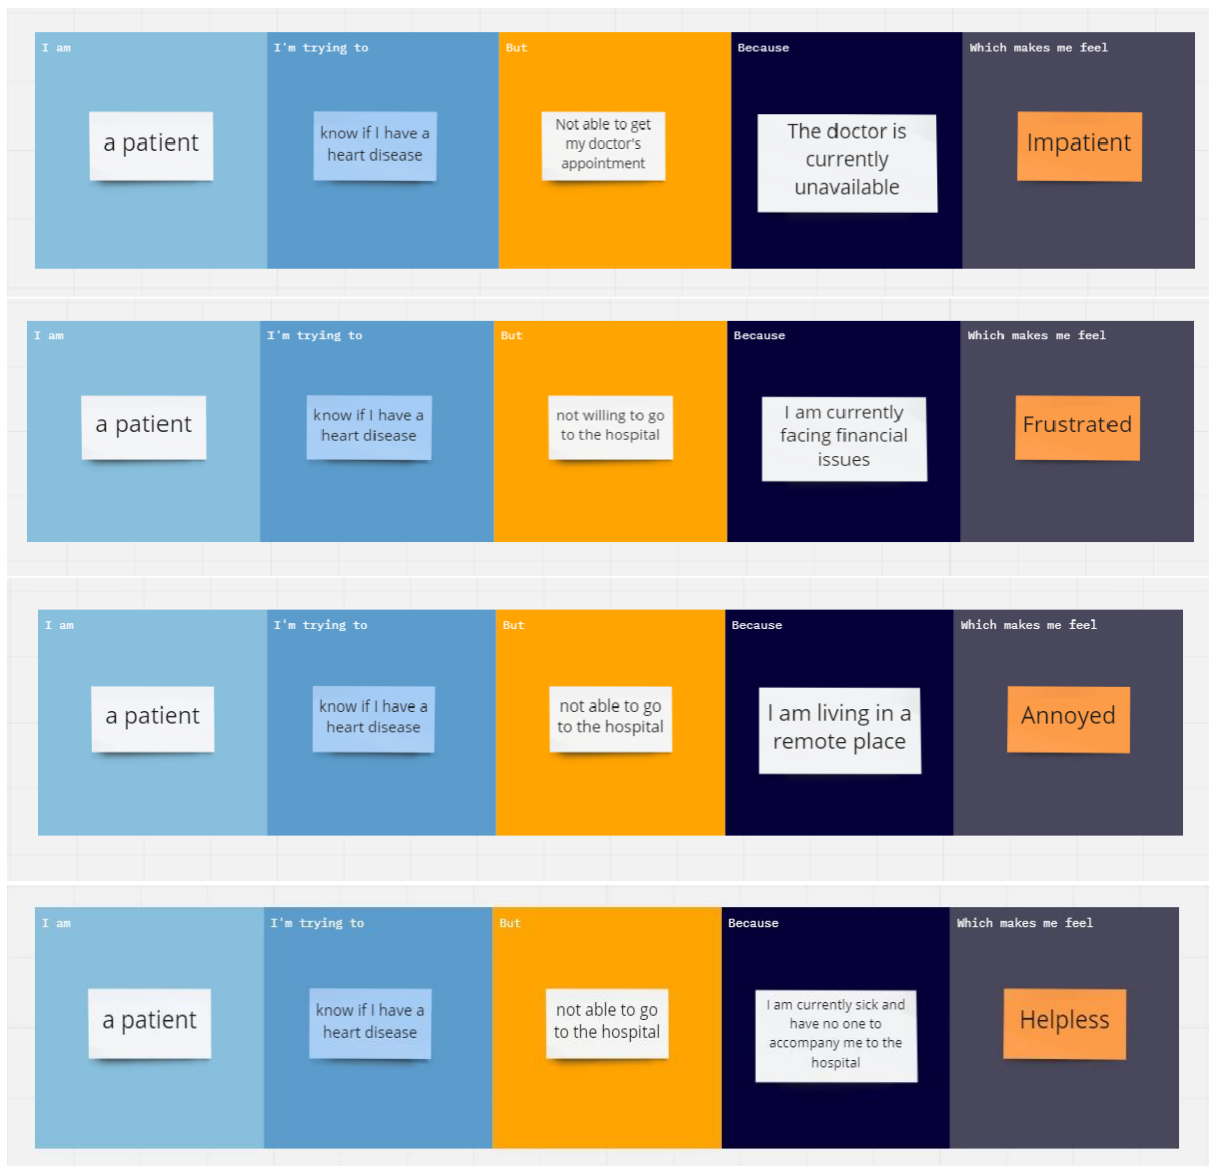 I am
I'm trying to
But
Because
Which makes me feel
a patient
know if I have a
heart disease
Not able to get
my doctor's
appointment
The doctor is
currently
unavailable
Impatient
I am
I'm trying to
But
Because
Which makes me feel
a patient
know if I have a
heart disease
not willing to go
to the hospital
I am currently
facing financial
issues
Frustrated
I am
I'm trying to
But
Because
Which makes me feel
a patient
know if I have a
heart disease
not able to go
to the hospital
I am living in a
remote place
Annoyed
I am
I'm trying to
But
Because
Which makes me feel
a patient
know if I have a
heart disease
not able to go
to the hospital
I am currently sick and
have no one to
accompany me to the
hospital
Helpless